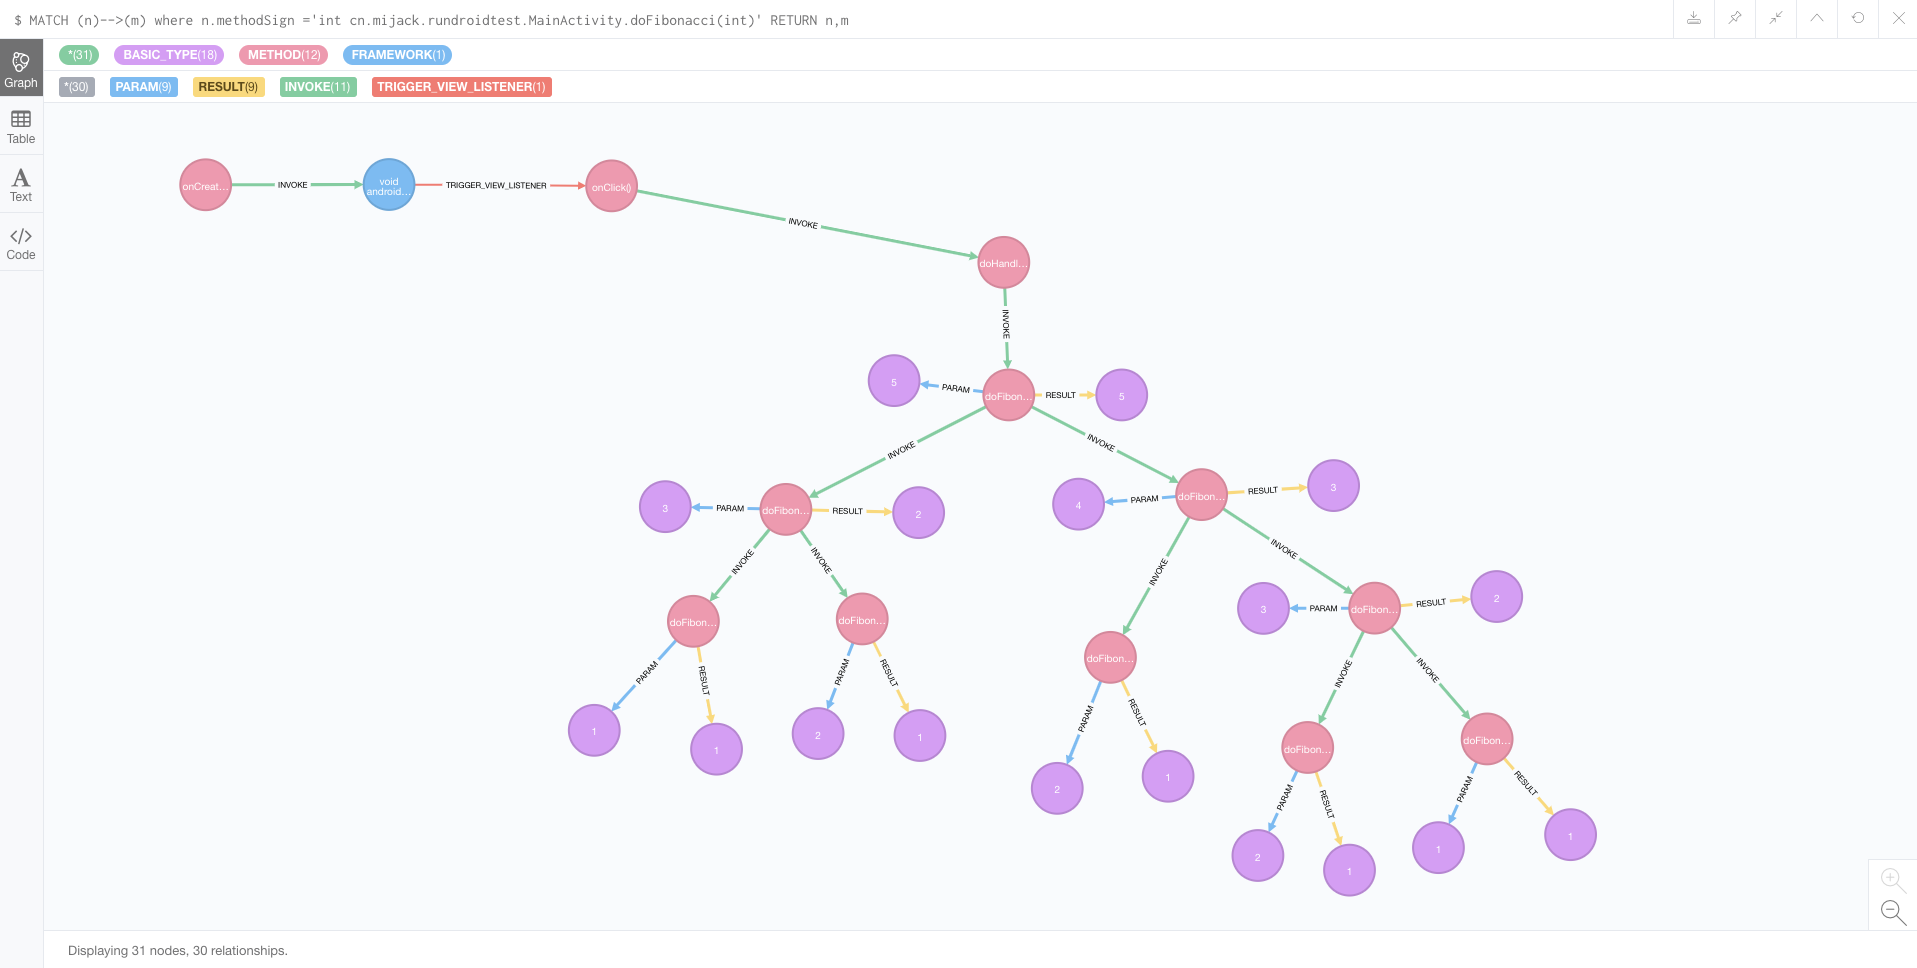 $ MATCH (n)-->(m) where n.methodSign ='int cn.mijack.rundroidtest.MainActivity.doFibonacci(int)' RETURN n,m
Graph
Table
Text
Code
*(31) BASIC_TYPE(18) METHOD(12) FRAMEWORK(1)
*(30) PARAM(9) RESULT(9) INVOKE(11) TRIGGER_VIEW_LISTENER(1)
onCreat...
INVOKE
void
android...
TRIGGER_VIEW_LISTENER
onClick()
INVOKE
doHandl...
INVOKE
5
PARAM
doFibon...
RESULT
5
INVOKE
INVOKE
3
PARAM
doFibon...
RESULT
2
4
PARAM
doFibon...
RESULT
3
INVOKE
INVOKE
INVOKE
INVOKE
doFibon...
doFibon...
3
PARAM
doFibon...
RESULT
2
doFibon...
PARAM
RESULT
PARAM
RESULT
INVOKE
INVOKE
1
1
2
1
PARAM
RESULT
doFibon...
doFibon...
2
1
PARAM
RESULT
PARAM
RESULT
2
1
1
1
Displaying 31 nodes, 30 relationships.